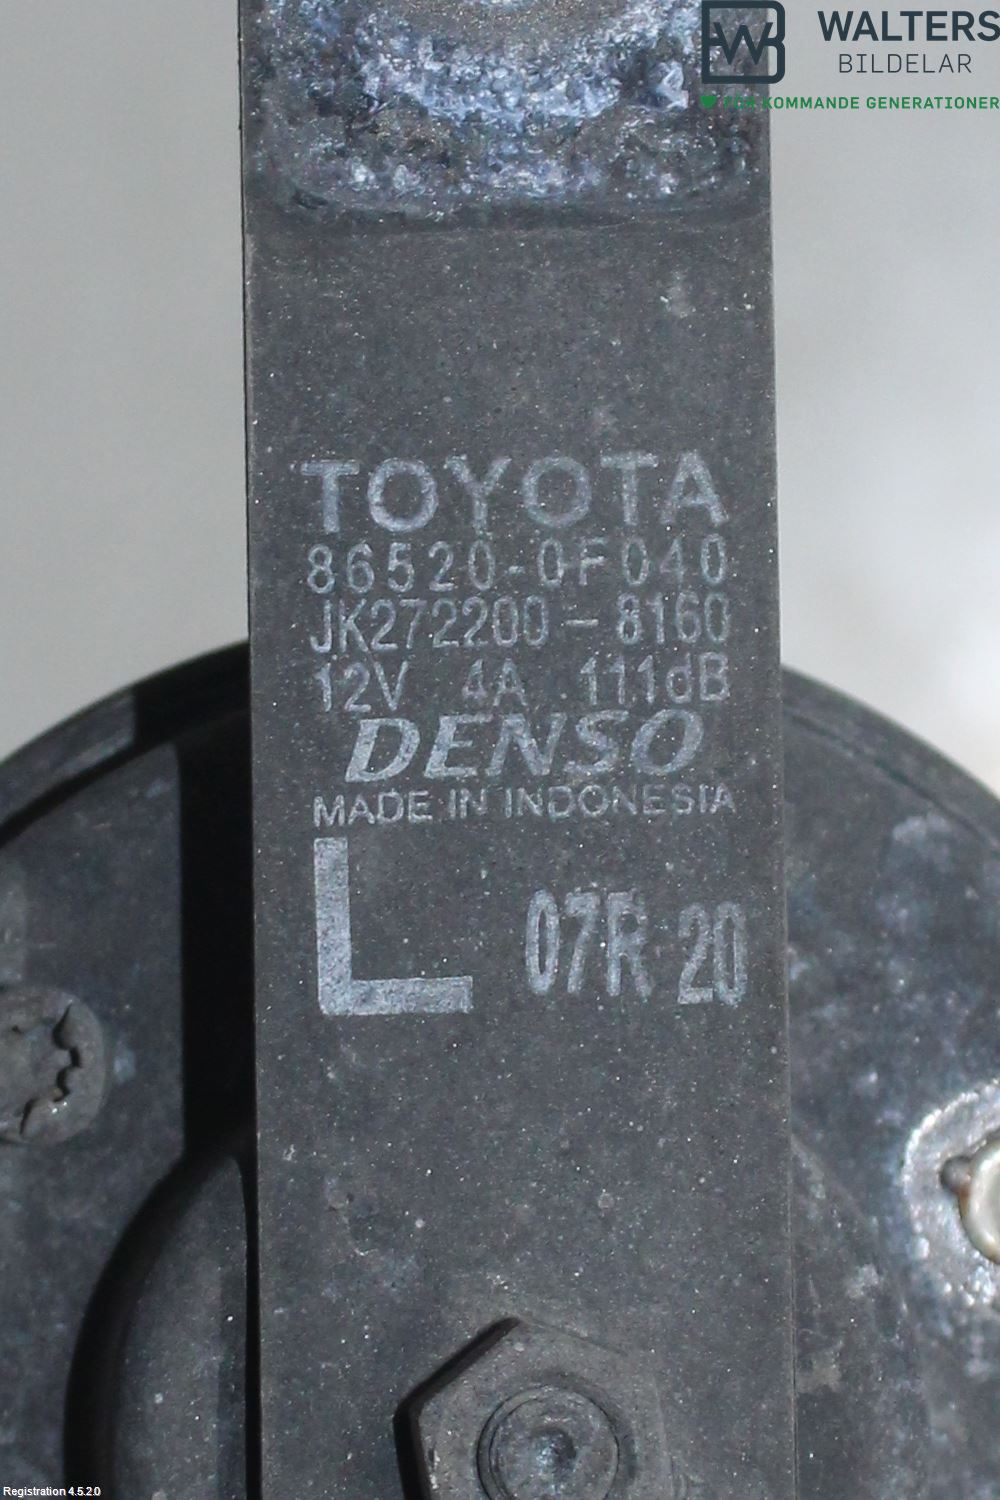 WALTERS
BILDELAR
FÖR KOMMANDE GENERATIONER
TOYOTA
86520-0F040
JK272200-8160
12V 4A 111dB
DENSO
MADE IN INDONESIA
L 07R 20
Registration 4.5.2.0